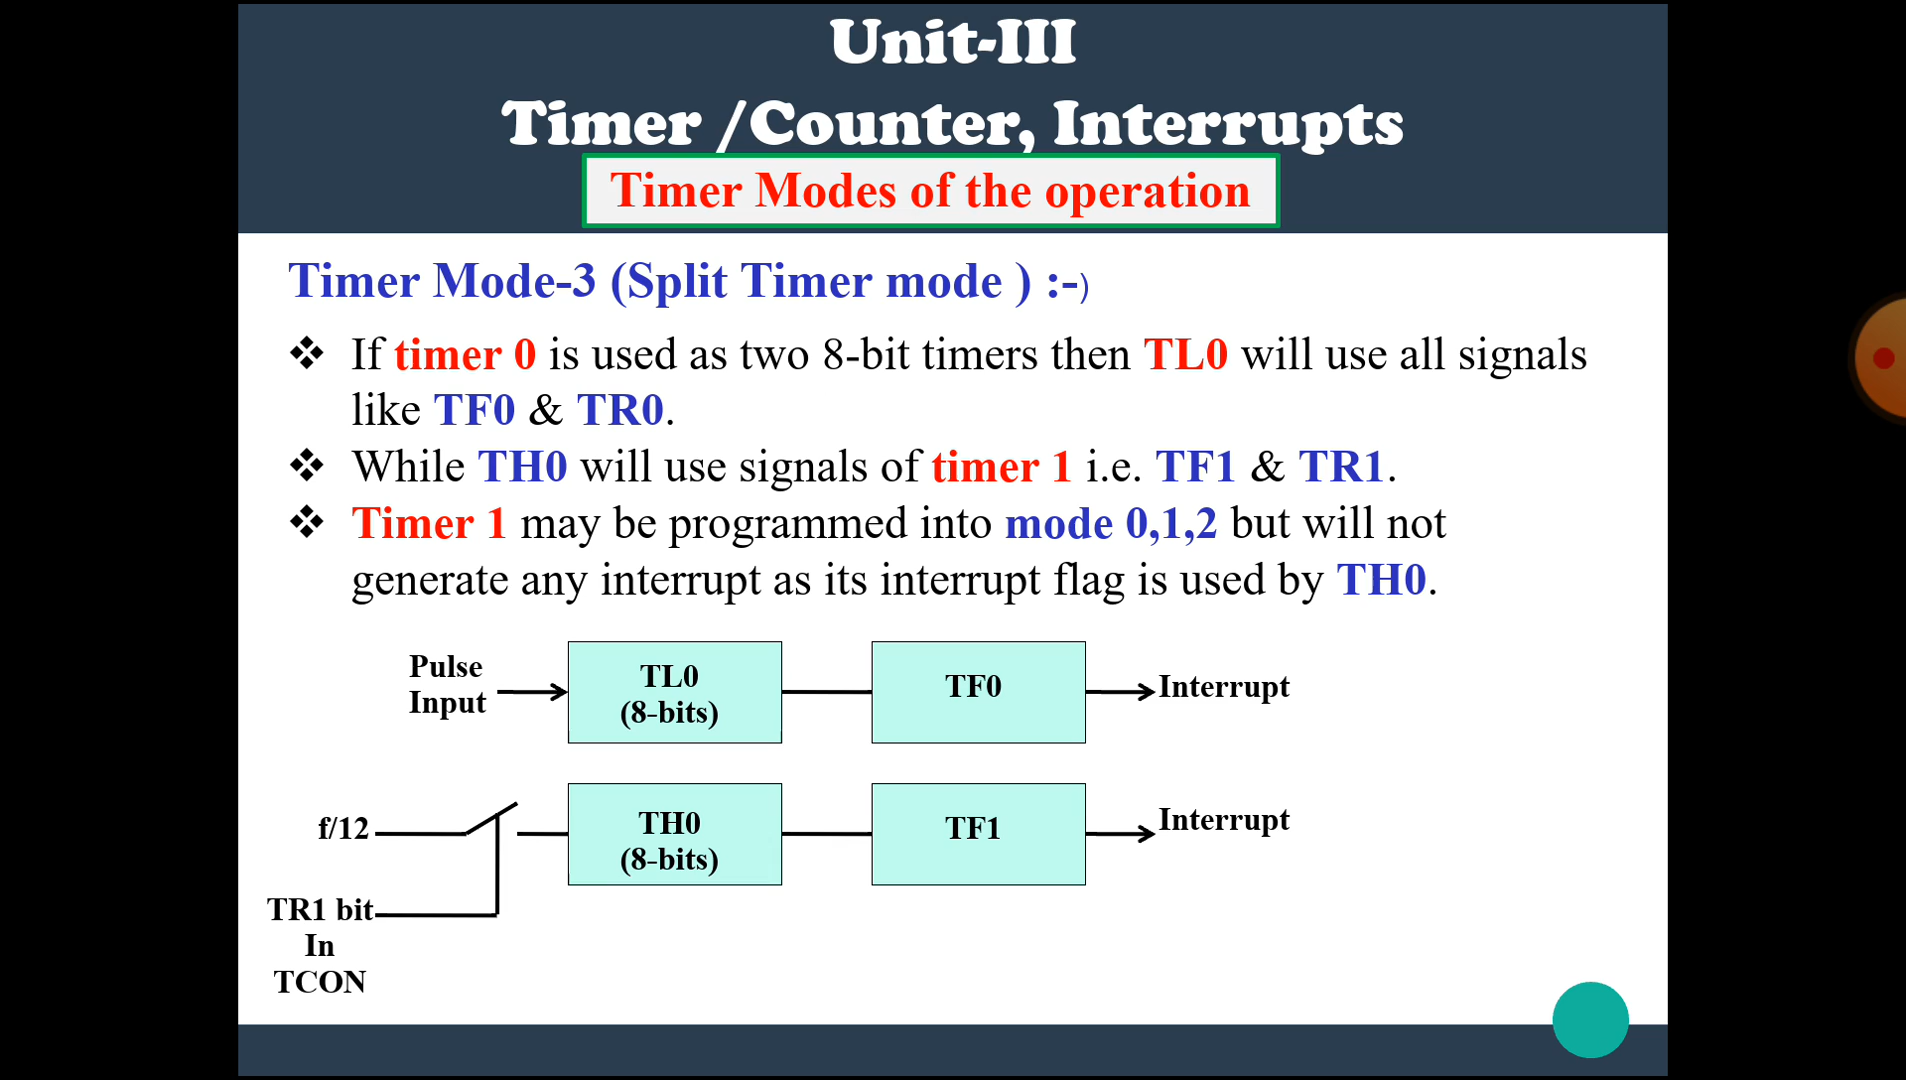 Unit-III
Timer /Counter, Interrupts
Timer Modes of the operation
Timer Mode-3 (Split Timer mode ) :-)
❖ If timer 0 is used as two 8-bit timers then TL0 will use all signals
like TF0 & TR0.
❖ While TH0 will use signals of timer 1 i.e. TF1 & TR1.
❖ Timer 1 may be programmed into mode 0,1,2 but will not
generate any interrupt as its interrupt flag is used by TH0.
Pulse
Input
TL0
(8-bits)
TF0
Interrupt
f/12
TH0
(8-bits)
TF1
Interrupt
TR1 bit
In
TCON